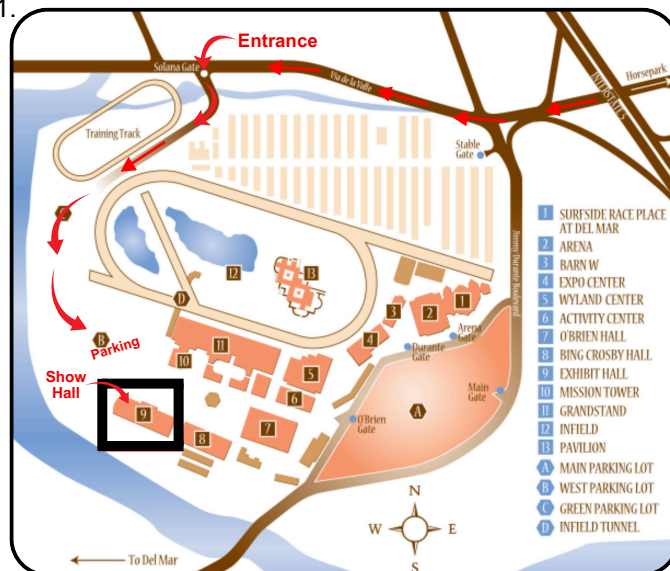 1.
Entrance
Solana Gate
Via de la Valle
INTERSTATE 5
Horsepark
Training Track
Stable
Gate
Jimmy Durante Boulevard
C
12
13
D
B
Parking
Show
Hall
11
10
9
8
7
6
5
4
3
2
1
Arena
Gate
Durante
Gate
Main
Gate
A
O'Brien
Gate
N
W
E
S
To Del Mar
1 SURFSIDE RACE PLACE
AT DEL MAR
2 ARENA
3 BARN W
4 EXPO CENTER
5 WYLAND CENTER
6 ACTIVITY CENTER
7 O'BRIEN HALL
8 BING CROSBY HALL
9 EXHIBIT HALL
10 MISSION TOWER
11 GRANDSTAND
12 INFIELD
13 PAVILION
A MAIN PARKING LOT
B WEST PARKING LOT
C GREEN PARKING LOT
D INFIELD TUNNEL